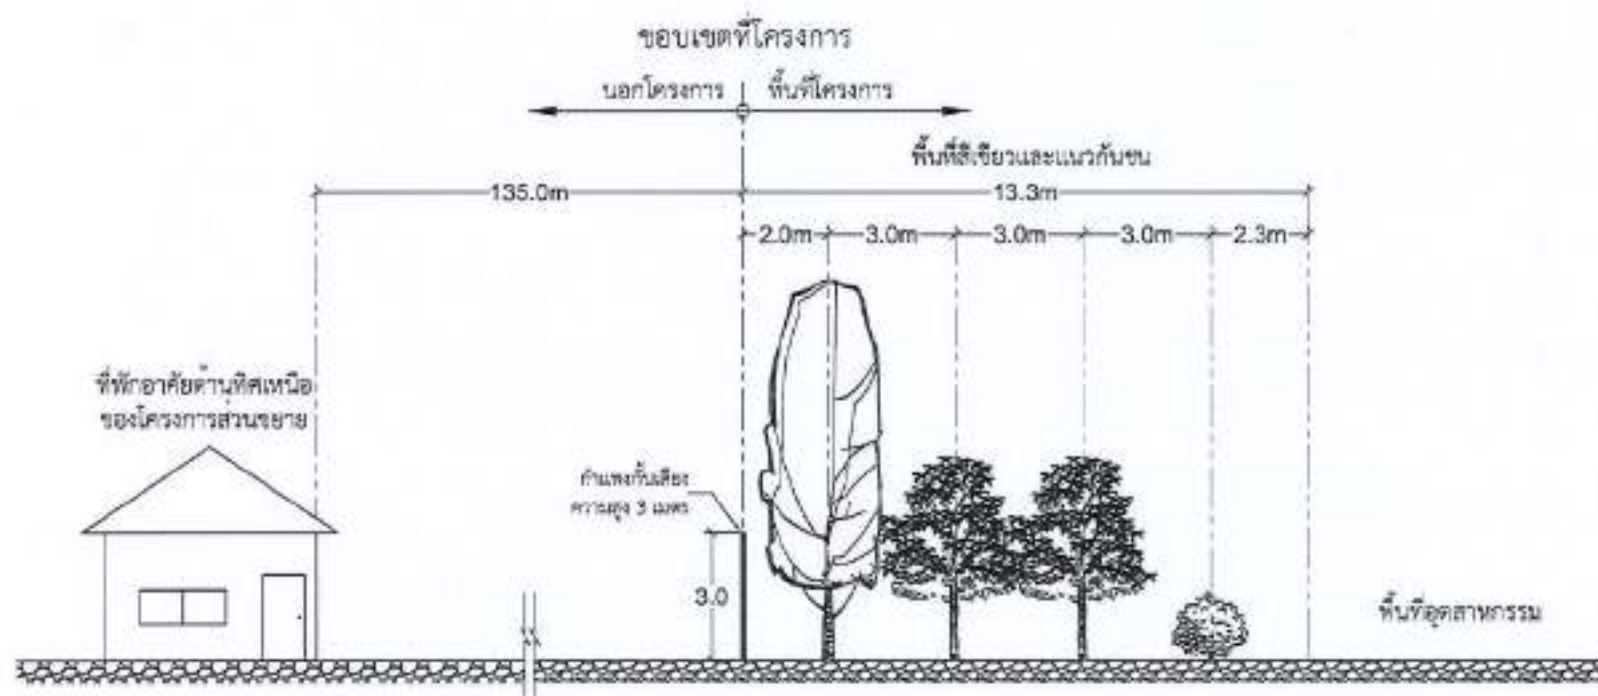 ขอบเขตที่โครงการ
นอกโครงการ
พื้นที่โครงการ
พื้นที่สีเขียวและแนวกันชน
135.0m
13.3m
2.0m
3.0m
3.0m
3.0m
2.3m
ที่พักอาศัยด้านทิศเหนือ
ของโครงการส่วนขยาย
กำแพงกั้นเสียง
ความสูง 3 เมตร
3.0
พื้นที่อุตสาหกรรม